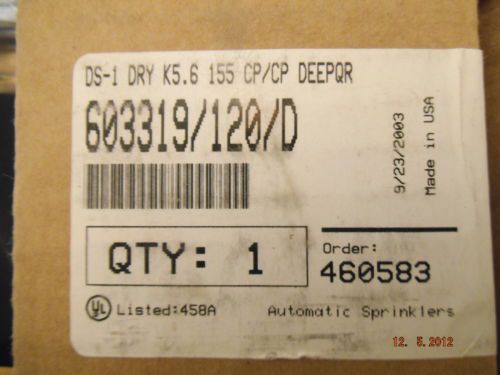 DS-1 DRY K5.6 155 CP/CP DEEPQR
603319/120/D
9/23/2003
Made in USA
QTY: 1
Order:
460583
UL Listed:458A
Automatic Sprinklers
12. 5.2012